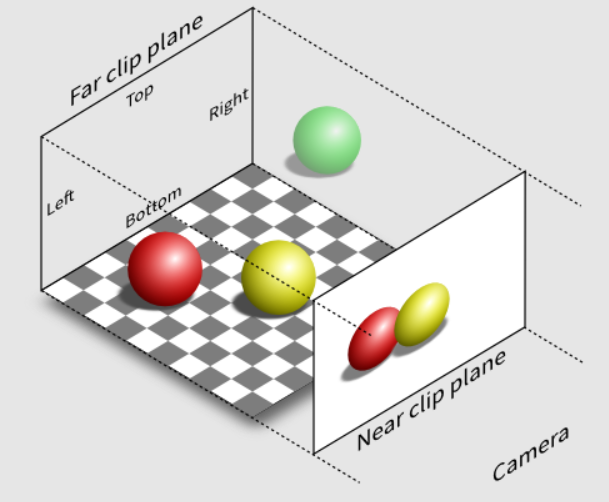 Far clip plane
Top
Right
Left
Bottom
Near clip plane
Camera